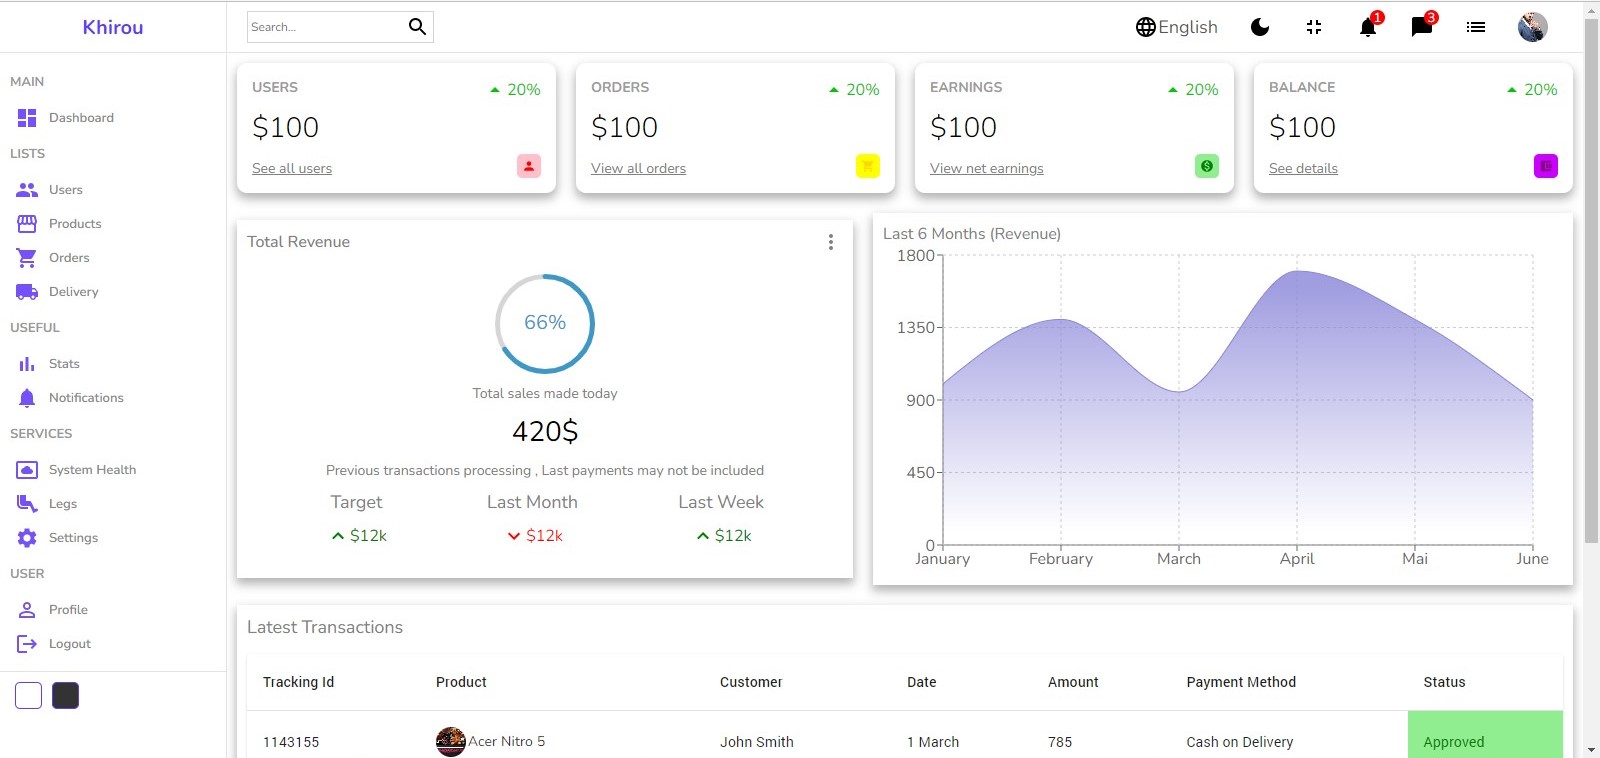 Khirou
Search...
English
1
3
MAIN
Dashboard
LISTS
Users
Products
Orders
Delivery
USEFUL
Stats
Notifications
SERVICES
System Health
Legs
Settings
USER
Profile
Logout
USERS
20%
$100
See all users
ORDERS
20%
$100
View all orders
EARNINGS
20%
$100
View net earnings
BALANCE
20%
$100
See details
Total Revenue
66%
Total sales made today
420$
Previous transactions processing , Last payments may not be included
Target Last Month Last Week
$12k $12k $12k
Last 6 Months (Revenue)
1800
1350
900
450
0
January February March April Mai June
Latest Transactions
Tracking Id Product Customer Date Amount Payment Method Status
1143155 Acer Nitro 5 John Smith 1 March 785 Cash on Delivery Approved